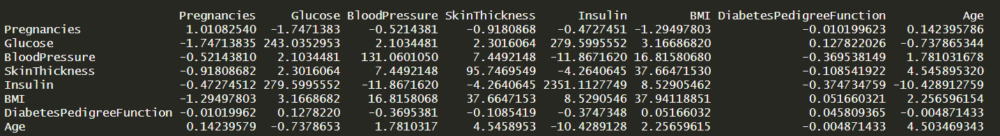 Pregnancies Glucose BloodPressure SkinThickness Insulin BMI DiabetesPedigreeFunction Age
Pregnancies 1.01082540 -1.7471383 -0.5214381 -0.9180868 -0.4727451 -1.29497803 -0.010199623 0.142395786
Glucose -1.74713835 243.0352953 2.1034481 2.3016064 279.5995552 3.16686820 0.127822026 -0.737865344
BloodPressure -0.52143810 2.1034481 131.0601050 7.4492148 -11.8671620 16.81580680 -0.369538149 1.781031678
SkinThickness -0.91808682 2.3016064 7.4492148 95.7469549 -4.2640645 37.66471530 -0.108541922 4.545895320
Insulin -0.47274512 279.5995552 -11.8671620 -4.2640645 2351.1127749 8.52905462 -0.374734759 -10.428912759
BMI -1.29497803 3.1668682 16.8158068 37.6647153 8.5290546 37.94118851 0.051660321 2.256596154
DiabetesPedigreeFunction -0.01019962 0.1278220 -0.3695381 -0.1085419 -0.3747348 0.05166032 0.045809365 -0.004871433
Age 0.14239579 -0.7378653 1.7810317 4.5458953 -10.4289128 2.25659615 -0.004871433 4.503469343